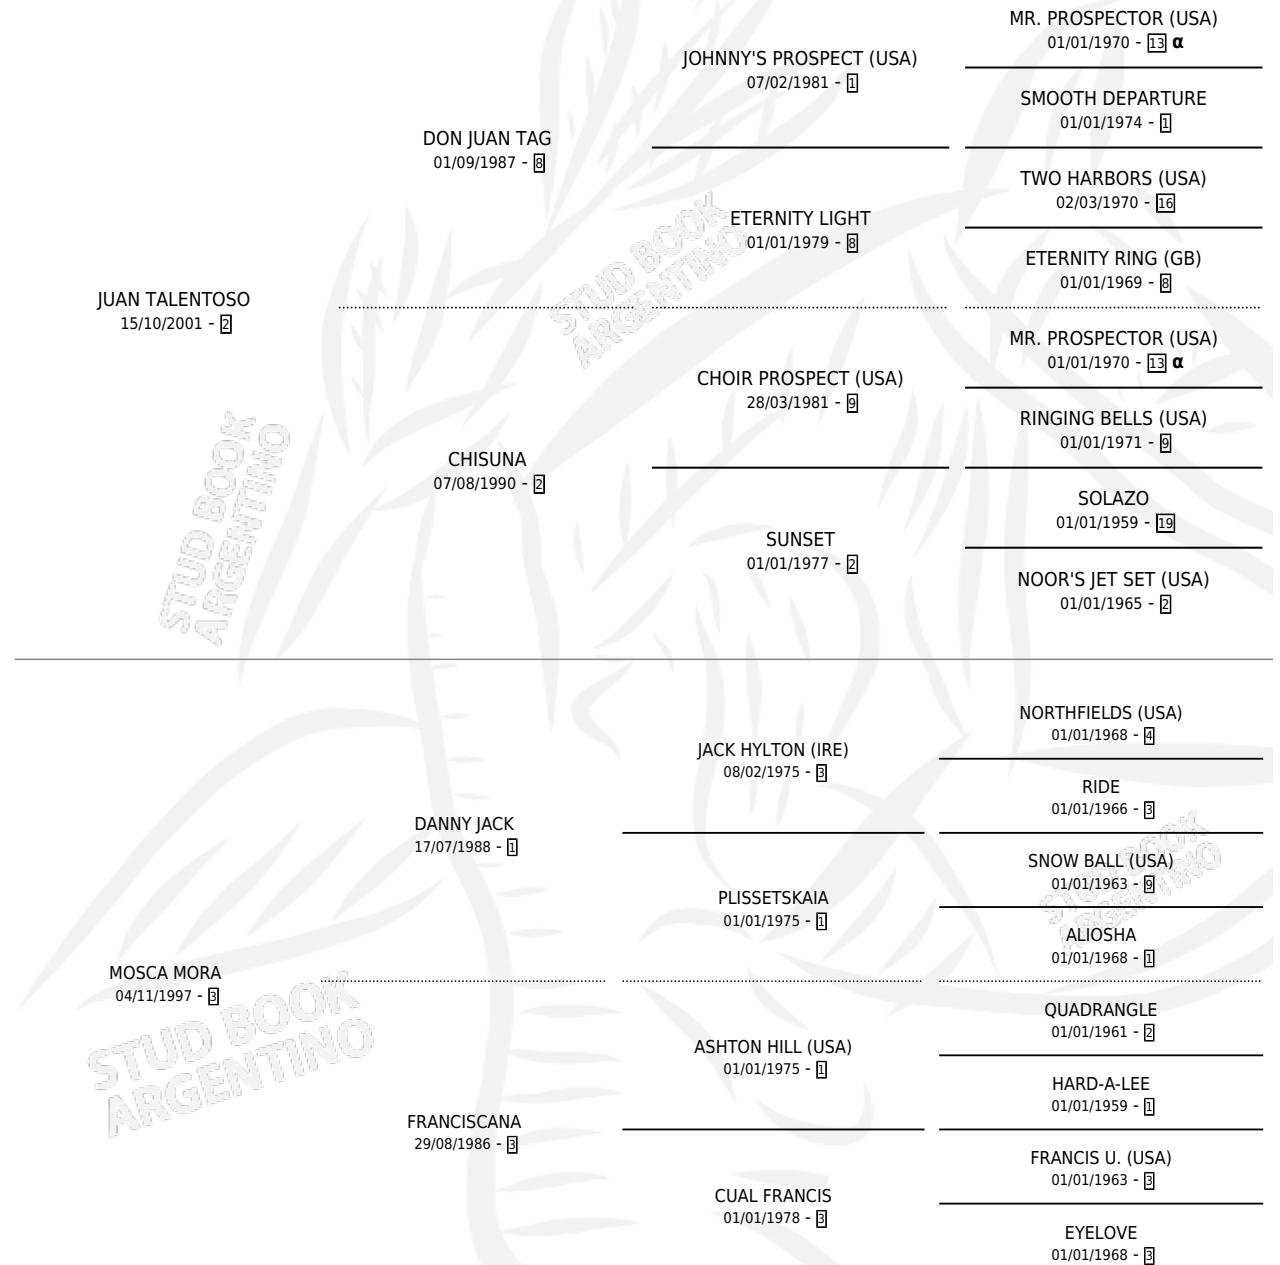 MR. PROSPECTOR (USA)
01/01/1970 - 13 α
JOHNNY'S PROSPECT (USA)
07/02/1981 - 1
SMOOTH DEPARTURE
01/01/1974 - 1
DON JUAN TAG
01/09/1987 - 8
TWO HARBORS (USA)
02/03/1970 - 16
ETERNITY LIGHT
01/01/1979 - 8
ETERNITY RING (GB)
01/01/1969 - 8
JUAN TALENTOSO
15/10/2001 - 2
MR. PROSPECTOR (USA)
01/01/1970 - 13 α
CHOIR PROSPECT (USA)
28/03/1981 - 9
RINGING BELLS (USA)
01/01/1971 - 9
CHISUNA
07/08/1990 - 2
SOLAZO
01/01/1959 - 19
SUNSET
01/01/1977 - 2
NOOR'S JET SET (USA)
01/01/1965 - 2
STUD BOOK
ARGENTINO
STUD BOOK
ARGENTINO
NORTHFIELDS (USA)
01/01/1968 - 4
JACK HYLTON (IRE)
08/02/1975 - 3
RIDE
01/01/1966 - 3
DANNY JACK
17/07/1988 - 1
SNOW BALL (USA)
01/01/1963 - 9
PLISSETSKAIA
01/01/1975 - 1
ALIOSHA
01/01/1968 - 1
MOSCA MORA
04/11/1997 - 3
QUADRANGLE
01/01/1961 - 2
ASHTON HILL (USA)
01/01/1975 - 1
HARD-A-LEE
01/01/1959 - 1
FRANCISCANA
29/08/1986 - 3
FRANCIS U. (USA)
01/01/1963 - 3
CUAL FRANCIS
01/01/1978 - 3
EYELOVE
01/01/1968 - 3
STUD BOOK
ARGENTINO
STUD BOOK
ARGENTINO